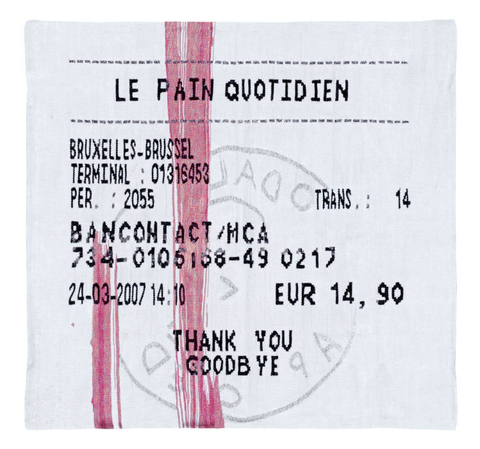 LE PAIN QUOTIDIEN
BRUXELLES-BRUSSEL
TERMINAL : 01316453
PER. : 2055 TRANS.: 14
BANCONTACT/MCA
734-0106168-49 0217
24-03-2007 14:10 EUR 14,90
THANK YOU
GOODBYE